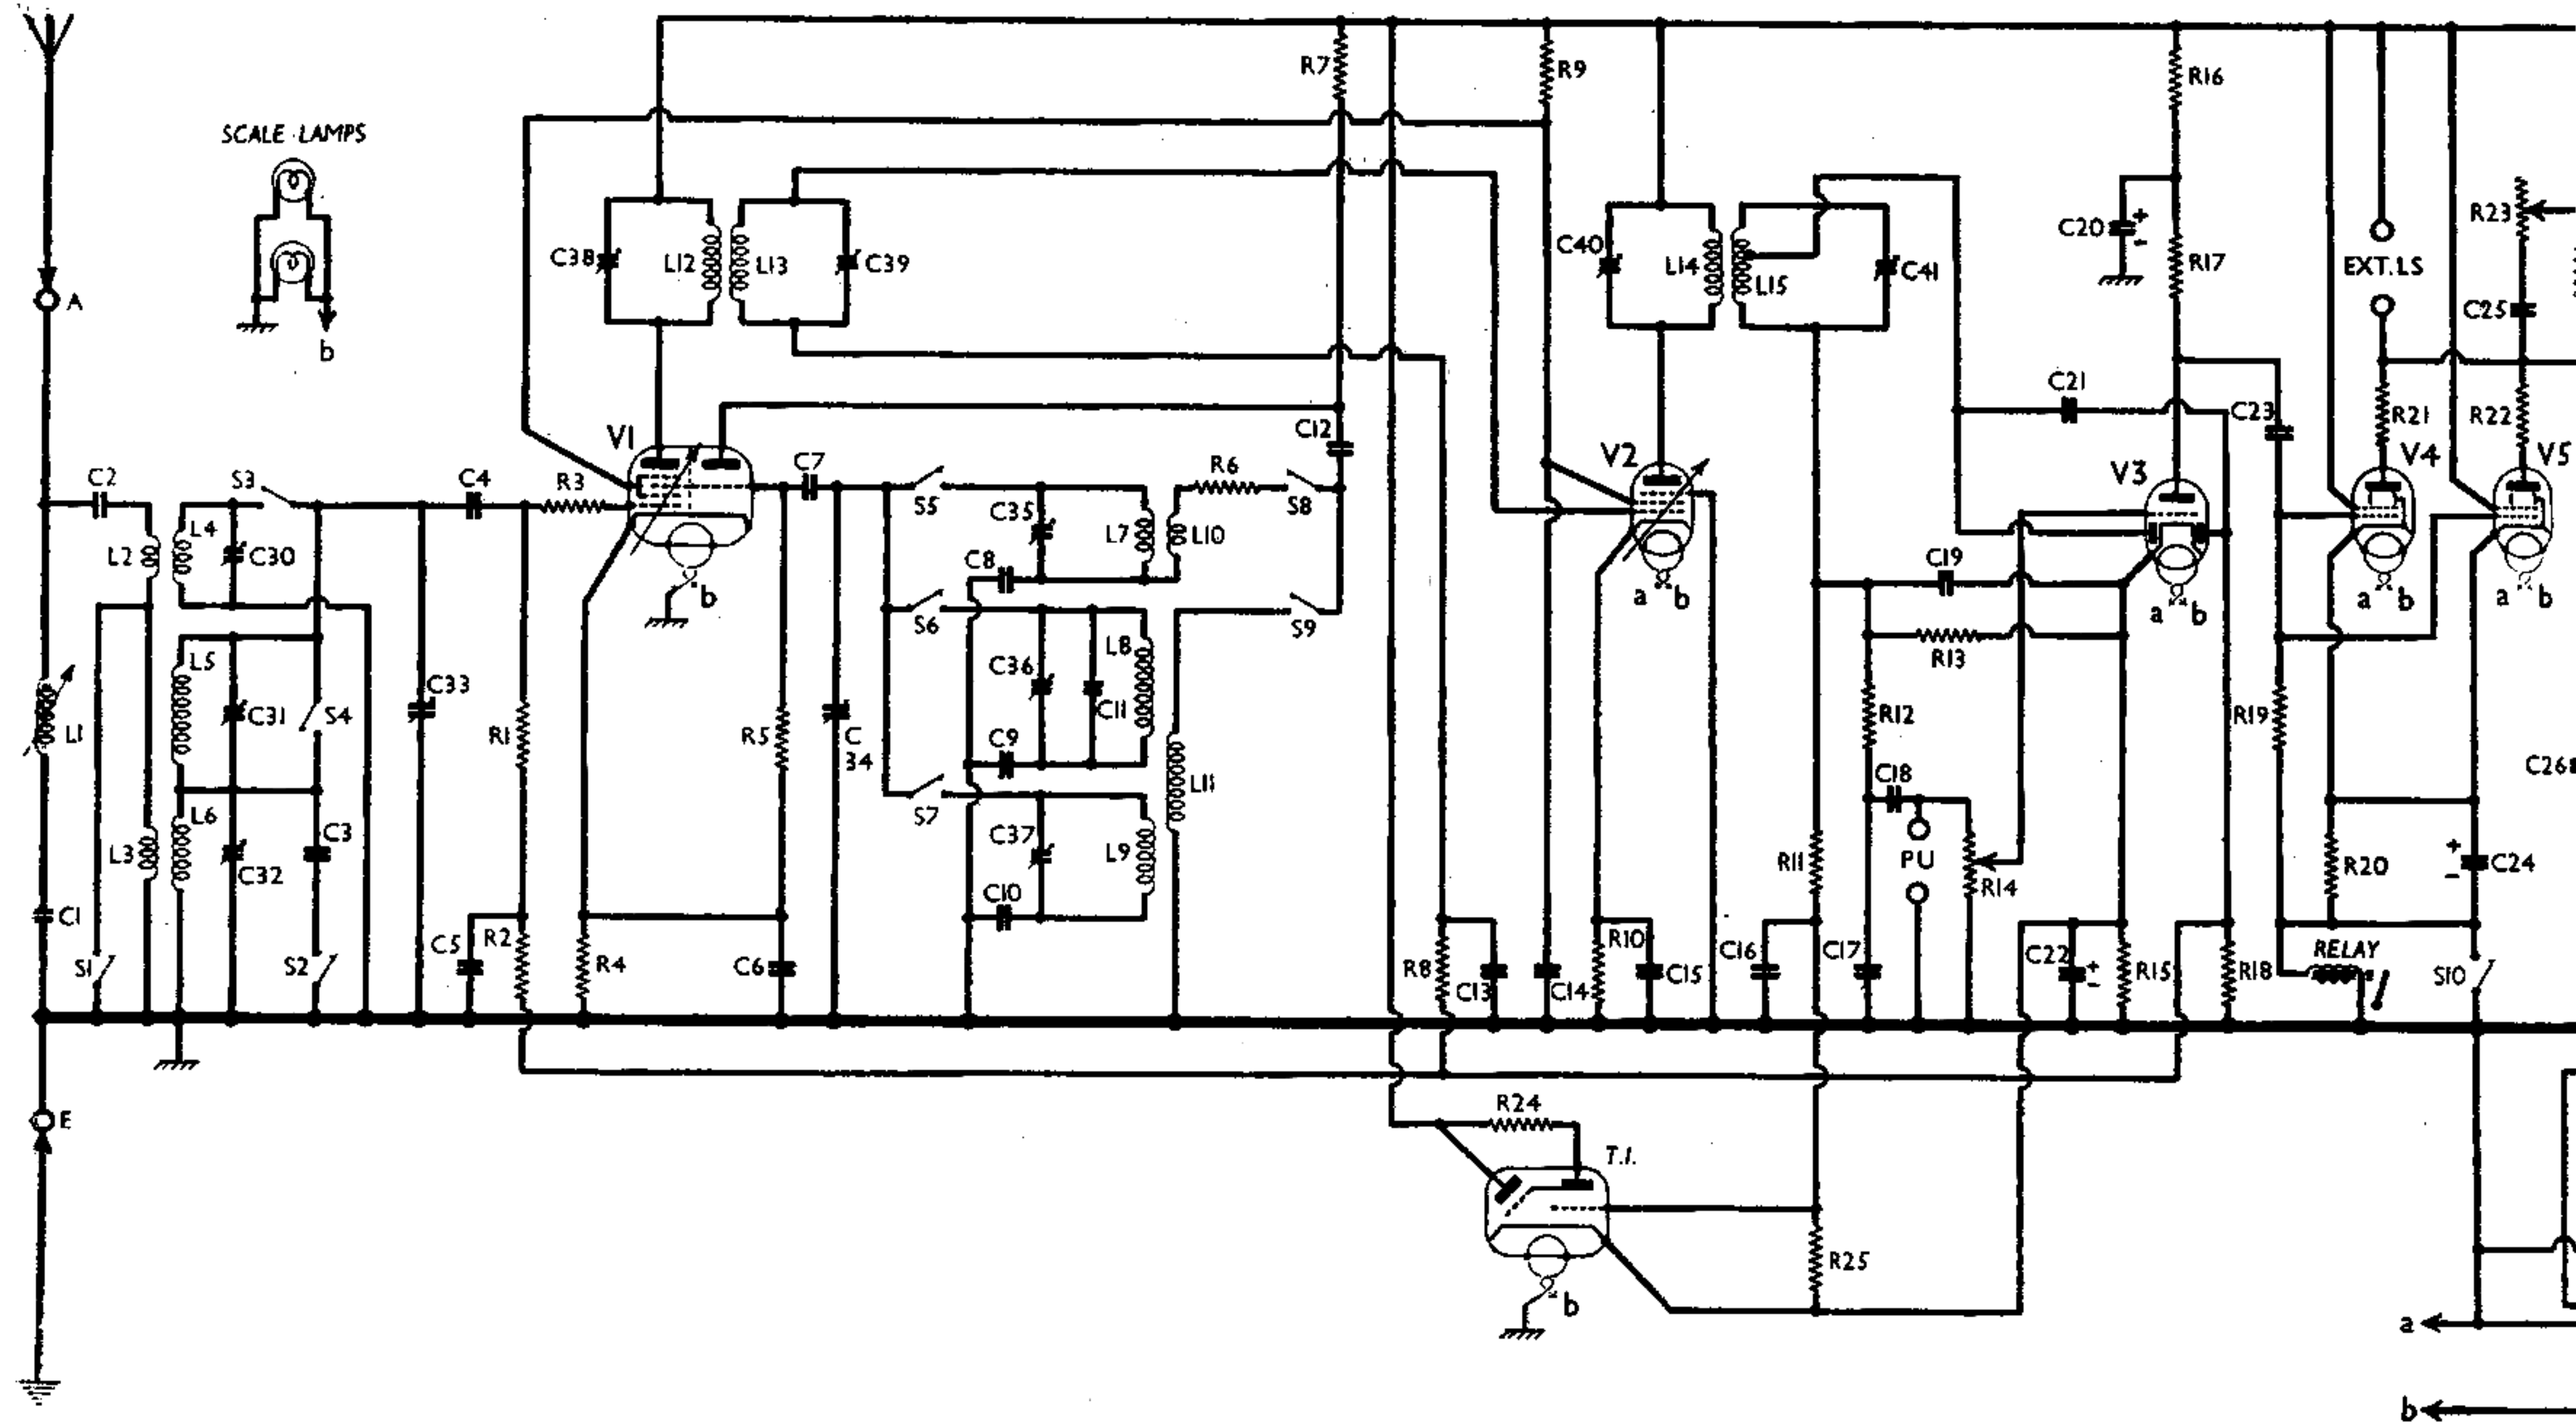 R7
R9
R16
SCALE LAMPS
R23
C20
+
-
C38
L12
L13
C39
C40
L14
L15
C41
R17
EXT.LS
C25
A
b
C21
C23
R21
R22
C12
V1
V2
V3
V4
V5
C2
S3
C4
R3
C7
S5
C35
L7
R6
L10
S8
L2
L4
C30
b
C8
a b
C19
a b
a b
a b
S6
L8
S9
R13
L5
C36
C11
C33
L1
C31
S4
R1
R5
C34
C9
R12
R19
C26
S7
L11
C18
L6
C37
L9
L3
C3
C32
R11
PU
R14
R20
+
-
C24
C10
C1
C5
R2
R10
RELAY
S1
S2
R4
C6
R8
C13
C14
C15
C16
C17
C22
+
-
R15
R18
S10
E
R24
T.I.
R25
b
a
b